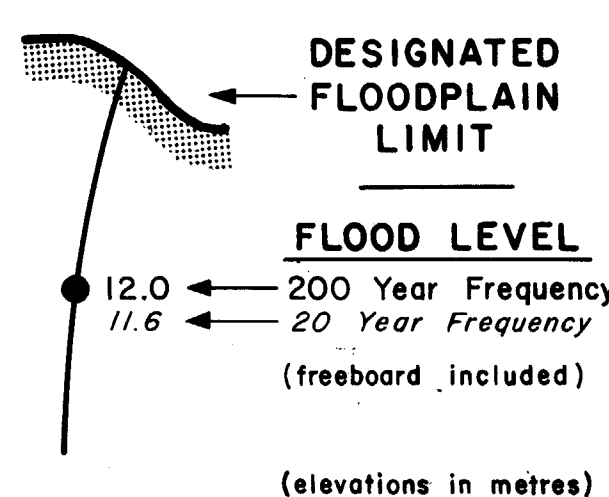 DESIGNATED
FLOODPLAIN
LIMIT
FLOOD LEVEL
12.0 200 Year Frequency
11.6 20 Year Frequency
(freeboard included)
(elevations in metres)